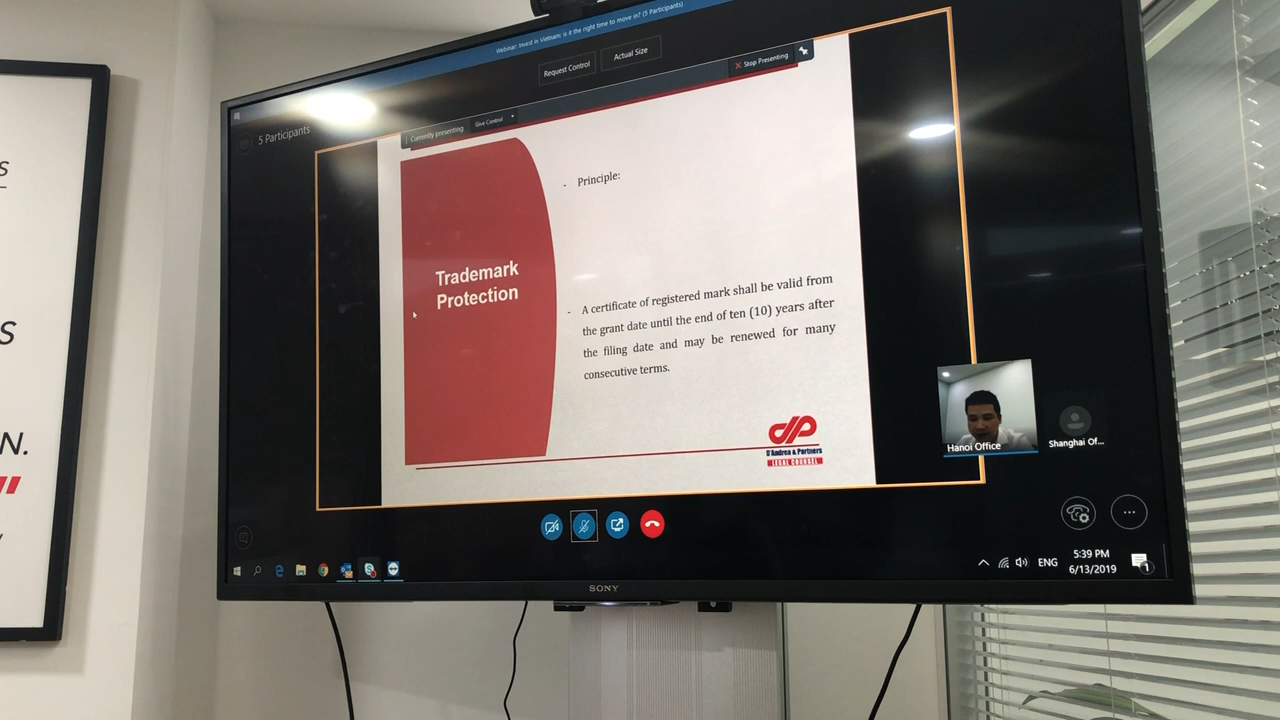 Webinar: Invest in Vietnam: is it the right time to move in? (5 Participants)
Request Control
Actual Size
5 Participants
Currently presenting
Give Control
Stop Presenting
Trademark
Protection
- Principle:
- A certificate of registered mark shall be valid from
the grant date until the end of ten (10) years after
the filing date and may be renewed for many
consecutive terms.
dp
D'Andrea & Partners
LEGAL COUNSEL
Hanoi Office
Shanghai Of...
ENG
5:39 PM
6/13/2019
1
SONY
S
S
N.